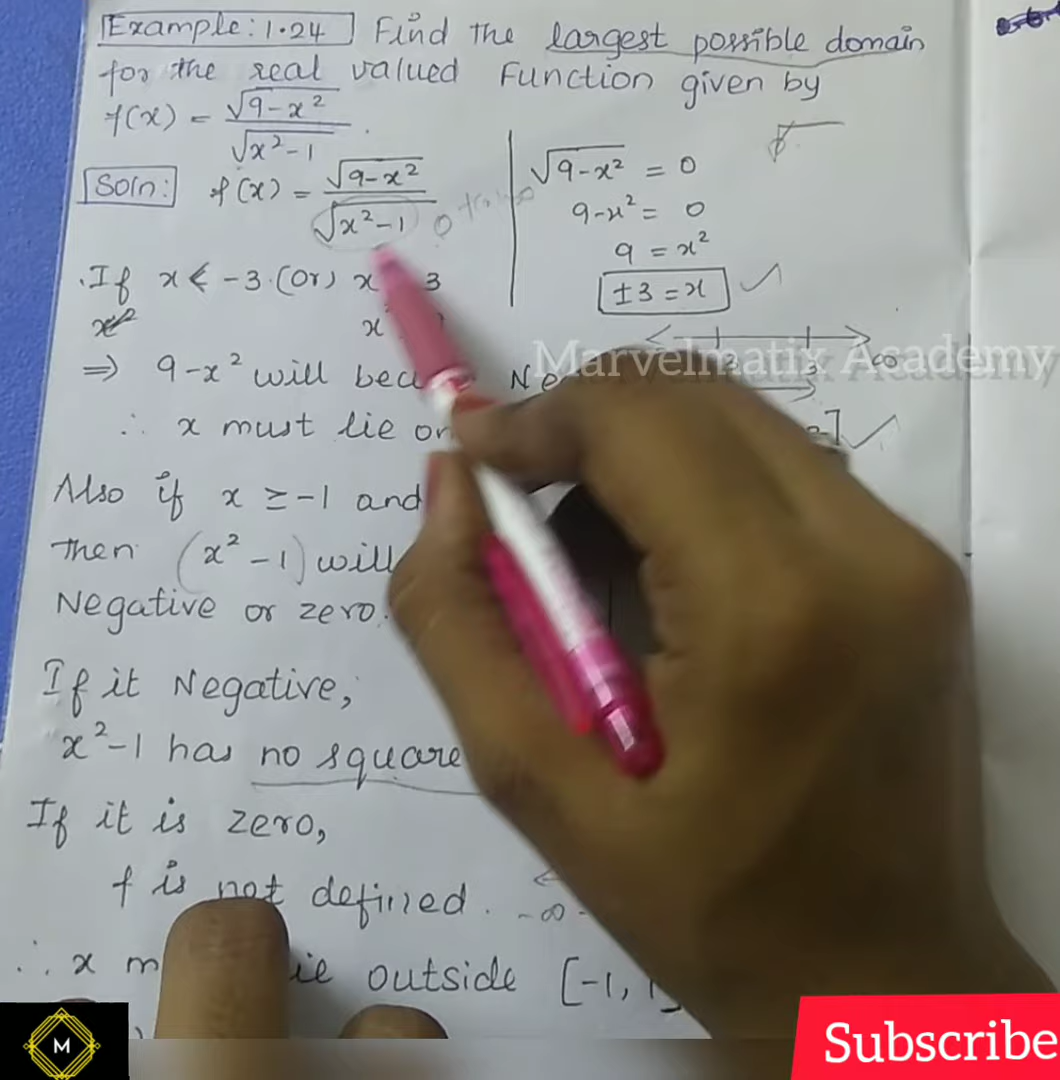 Example: 1.24 Find the largest possible domain
for the real valued Function given by
f(x) = √9-x² / √x²-1
Soln: f(x) = √9-x² / √x²-1
√9-x² = 0
9-x² = 0
9 = x²
±3 = x
If x < -3 (or) x 3
x
⇒ 9-x² will
∴ x must lie on
Also if x ≥ -1 and
then (x²-1) will
Negative or zero.
If it Negative,
x²-1 has no square
If it is zero,
f is not defined.
-∞
∴ x outside [-1, 1]
∞
Marvelmatix Academy
M
Subscribe